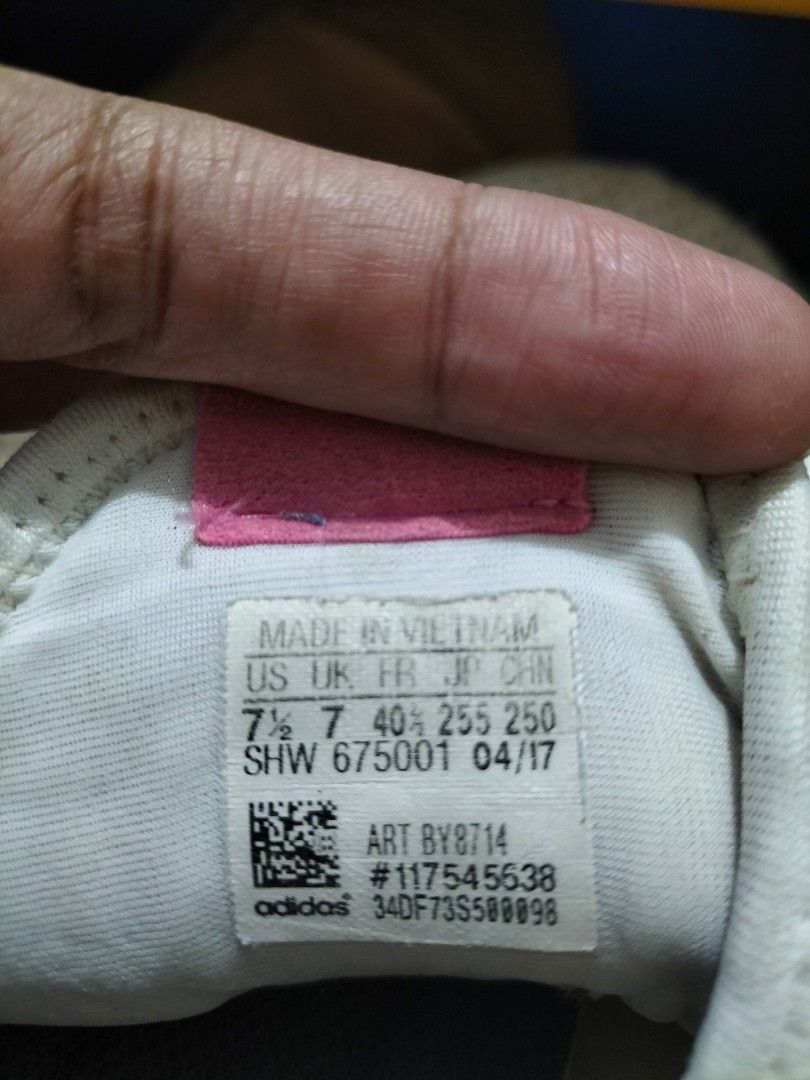 MADE IN VIETNAM
US UK FR JP CHN
7½ 7 40⅔ 255 250
SHW 675001 04/17
ART BY8714
#117545638
adidas® 34DF73S500098